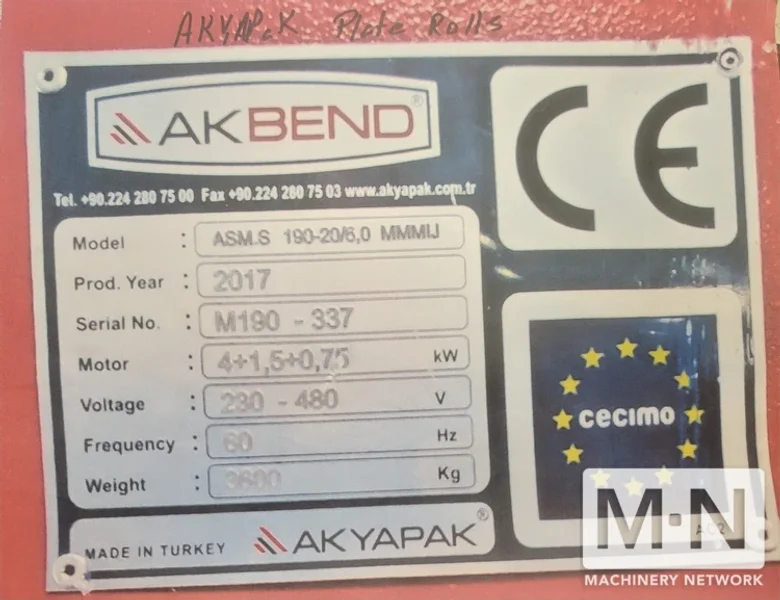 AKYAPAK Plate Rolls
AKBEND®
CE
Tel. +90.224 280 75 00 Fax +90.224 280 75 03 www.akyapak.com.tr
Model : ASM.S 190-20/6,0 MMMIJ
Prod. Year : 2017
Serial No. : M190 - 337
Motor : 4+1,5+0,75 kW
Voltage : 230 - 480 V
Frequency : 60 Hz
Weight : 3600 Kg
cecimo
MADE IN TURKEY AKYAPAK®
M·N
MACHINERY NETWORK